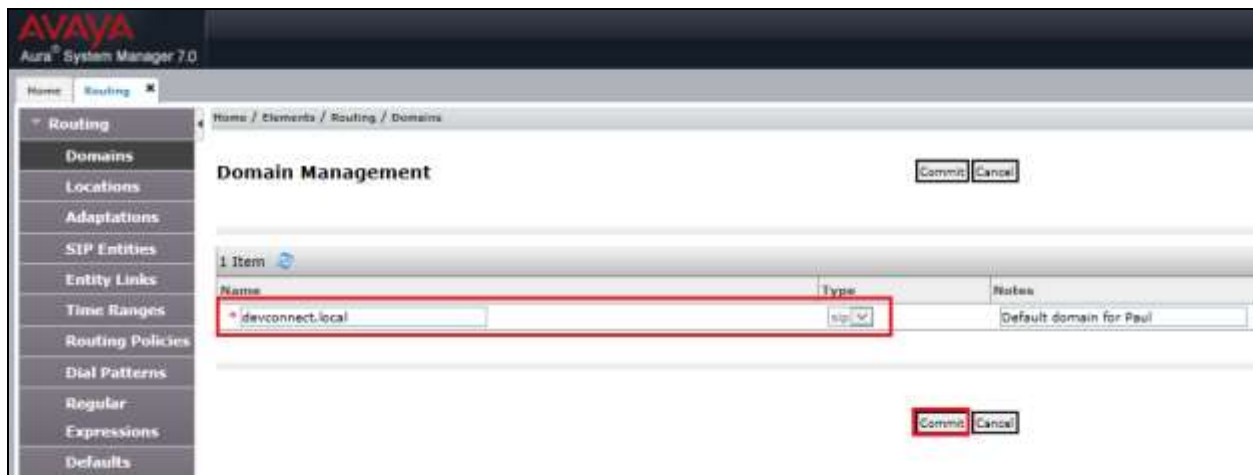 AVAYA
Aura® System Manager 7.0
Home Routing ✖
Routing
Domains
Locations
Adaptations
SIP Entities
Entity Links
Time Ranges
Routing Policies
Dial Patterns
Regular
Expressions
Defaults
Home / Elements / Routing / Domains
Domain Management
Commit Cancel
1 Item
Name Type Notes
* devconnect.local sip Default domain for Paul
Commit Cancel